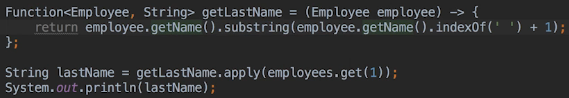 Function<Employee, String> getLastName = (Employee employee) -> {
    return employee.getName().substring(employee.getName().indexOf(' ') + 1);
};

String lastName = getLastName.apply(employees.get(1));
System.out.println(lastName);